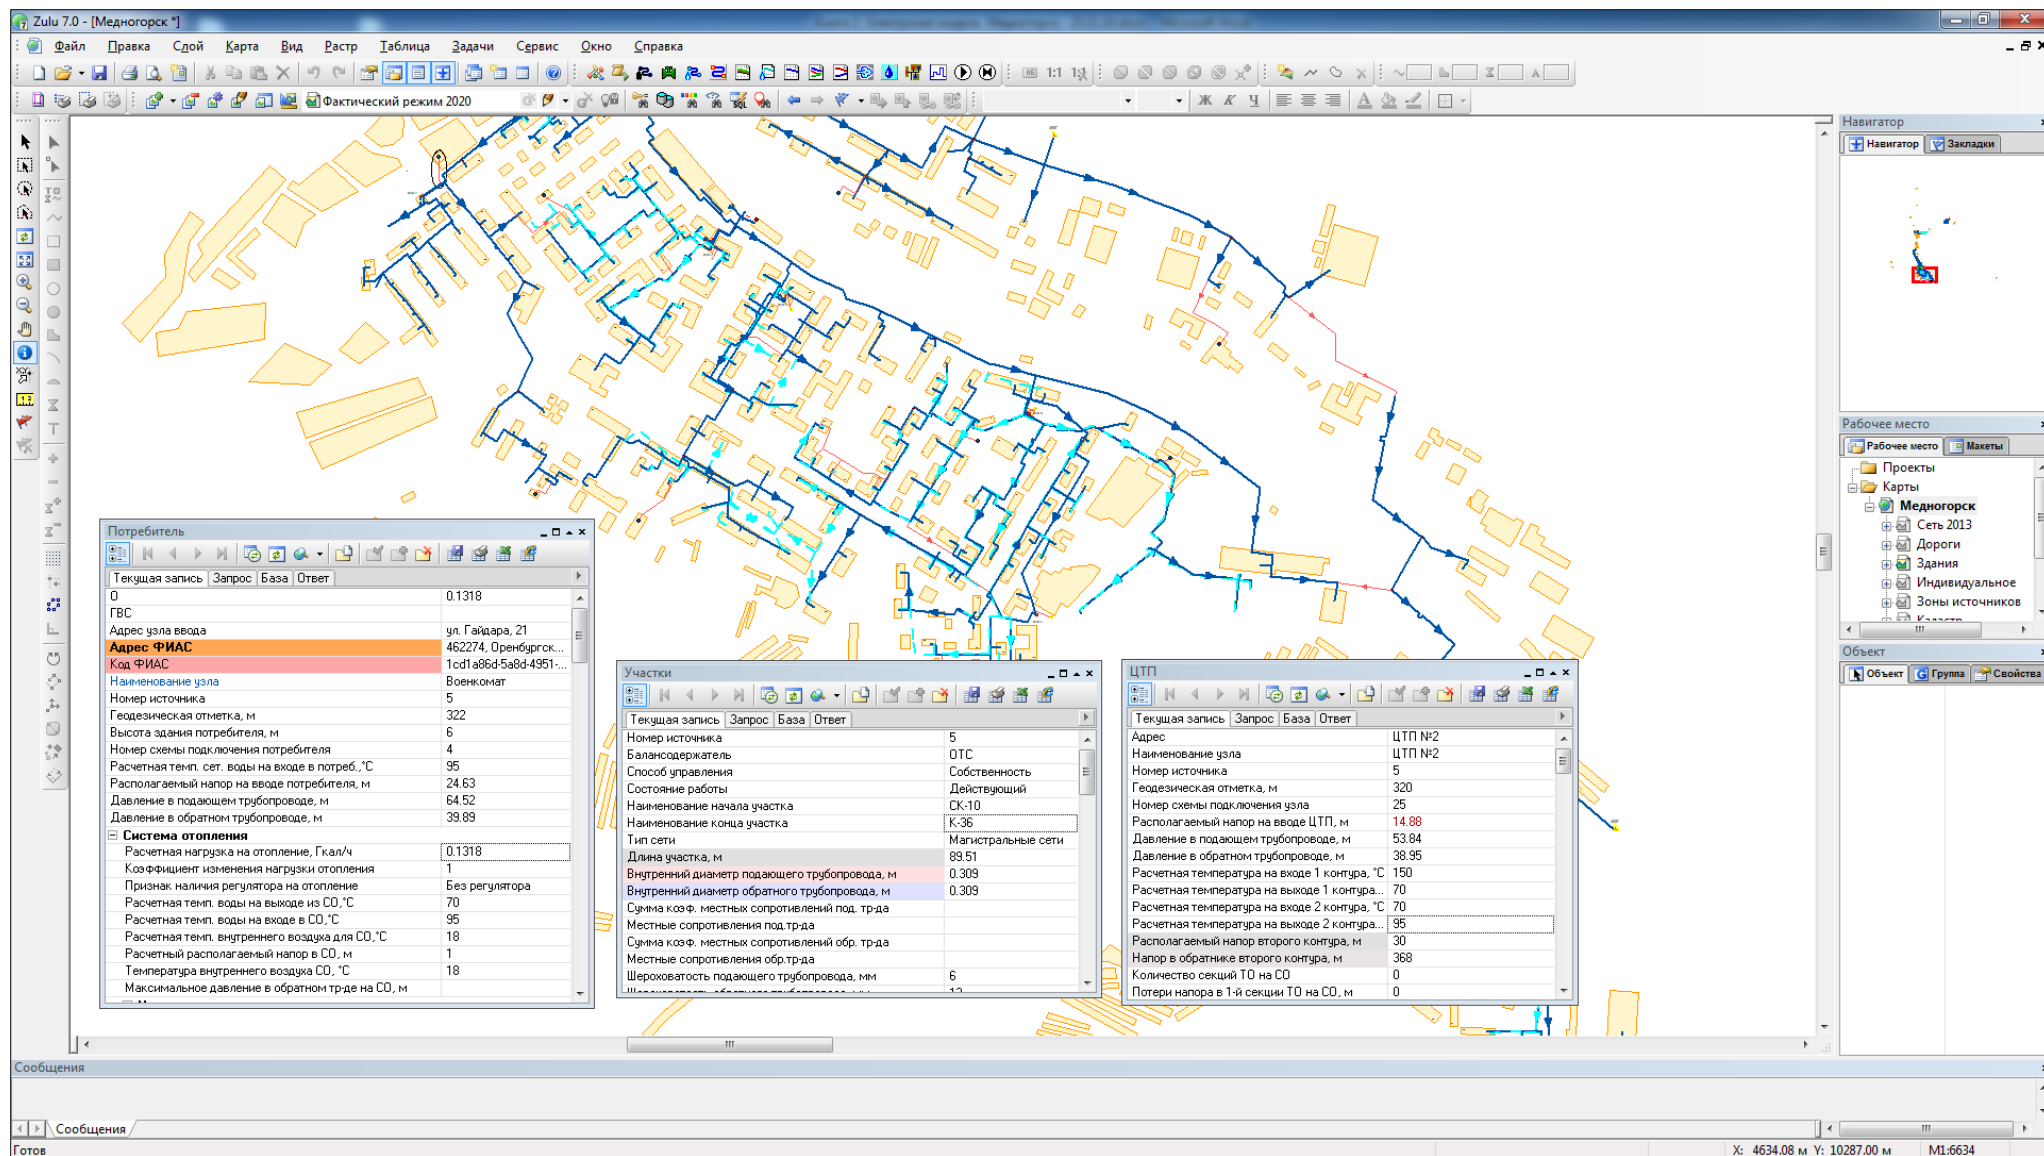 Zulu 7.0 - [Медногорск *]
Файл Правка Слой Карта Вид Растр Таблица Задачи Сервис Окно Справка
1:1
Фактический режим 2020
Ж К Ч
Навигатор
Навигатор Закладки
Рабочее место
Рабочее место Макеты
Проекты
Карты
Медногорск
Сеть 2013
Дороги
Здания
Индивидуальное
Зоны источников
Кадастр
Объект
Объект Группа Свойства
Потребитель
Текущая запись Запрос База Ответ
О 0.1318
ГВС
Адрес узла ввода ул. Гайдара, 21
Адрес ФИАС 462274, Оренбургск...
Код ФИАС 1cd1a86d-5a8d-4951-...
Наименование узла Военкомат
Номер источника 5
Геодезическая отметка, м 322
Высота здания потребителя, м 6
Номер схемы подключения потребителя 4
Расчетная темп. сет. воды на входе в потреб.,°С 95
Располагаемый напор на вводе потребителя, м 24.63
Давление в подающем трубопроводе, м 64.52
Давление в обратном трубопроводе, м 39.89
Система отопления
Расчетная нагрузка на отопление, Гкал/ч 0.1318
Коэффициент изменения нагрузки отопления 1
Признак наличия регулятора на отопление Без регулятора
Расчетная темп. воды на выходе из СО,°С 70
Расчетная темп. воды на входе в СО,°С 95
Расчетная темп. внутреннего воздуха для СО,°С 18
Расчетный располагаемый напор в СО, м 1
Температура внутреннего воздуха СО, °С 18
Максимальное давление в обратном тр-де на СО, м
Участки
Текущая запись Запрос База Ответ
Номер источника 5
Балансодержатель ОТС
Способ управления Собственность
Состояние работы Действующий
Наименование начала участка СК-10
Наименование конца участка К-36
Тип сети Магистральные сети
Длина участка, м 89.51
Внутренний диаметр подающего трубопровода, м 0.309
Внутренний диаметр обратного трубопровода, м 0.309
Сумма коэф. местных сопротивлений под. тр-да
Местные сопротивления под.тр-да
Сумма коэф. местных сопротивлений обр. тр-да
Местные сопротивления обр.тр-да
Шероховатость подающего трубопровода, мм 6
ЦТП
Текущая запись Запрос База Ответ
Адрес ЦТП №2
Наименование узла ЦТП №2
Номер источника 5
Геодезическая отметка, м 320
Номер схемы подключения узла 25
Располагаемый напор на вводе ЦТП, м 14.88
Давление в подающем трубопроводе, м 53.84
Давление в обратном трубопроводе, м 38.95
Расчетная температура на входе 1 контура, °С 150
Расчетная температура на выходе 1 контура... 70
Расчетная температура на входе 2 контура, °С 70
Расчетная температура на выходе 2 контура... 95
Располагаемый напор второго контура, м 30
Напор в обратнике второго контура, м 368
Количество секций ТО на СО 0
Потери напора в 1-й секции ТО на СО, м 0
Сообщения
Сообщения
Готов X: 4634.08 м Y: 10287.00 м М1:6634